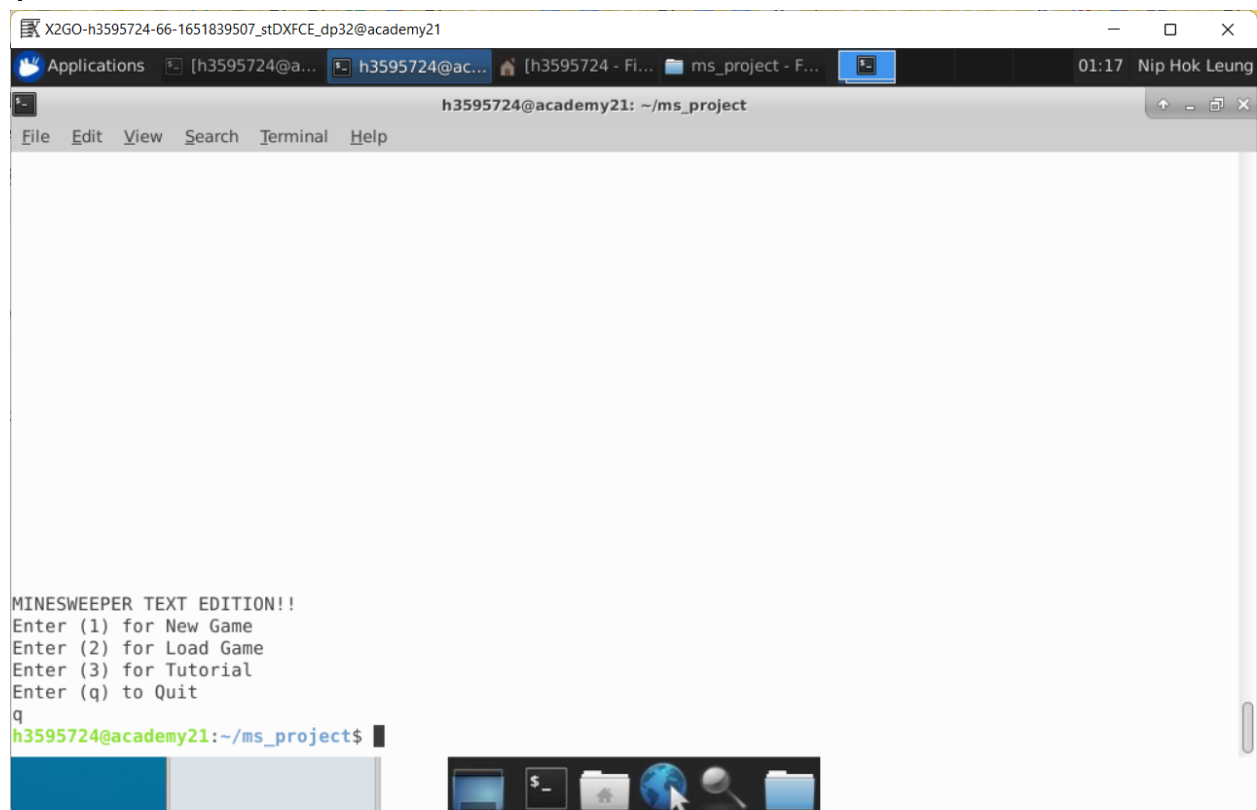 X2GO-h3595724-66-1651839507_stDXFCE_dp32@academy21
Applications [h3595724@a... h3595724@ac... [h3595724 - Fi... ms_project - F... 01:17 Nip Hok Leung
h3595724@academy21: ~/ms_project
File Edit View Search Terminal Help
MINESWEEPER TEXT EDITION!!
Enter (1) for New Game
Enter (2) for Load Game
Enter (3) for Tutorial
Enter (q) to Quit
q
h3595724@academy21:~/ms_project$